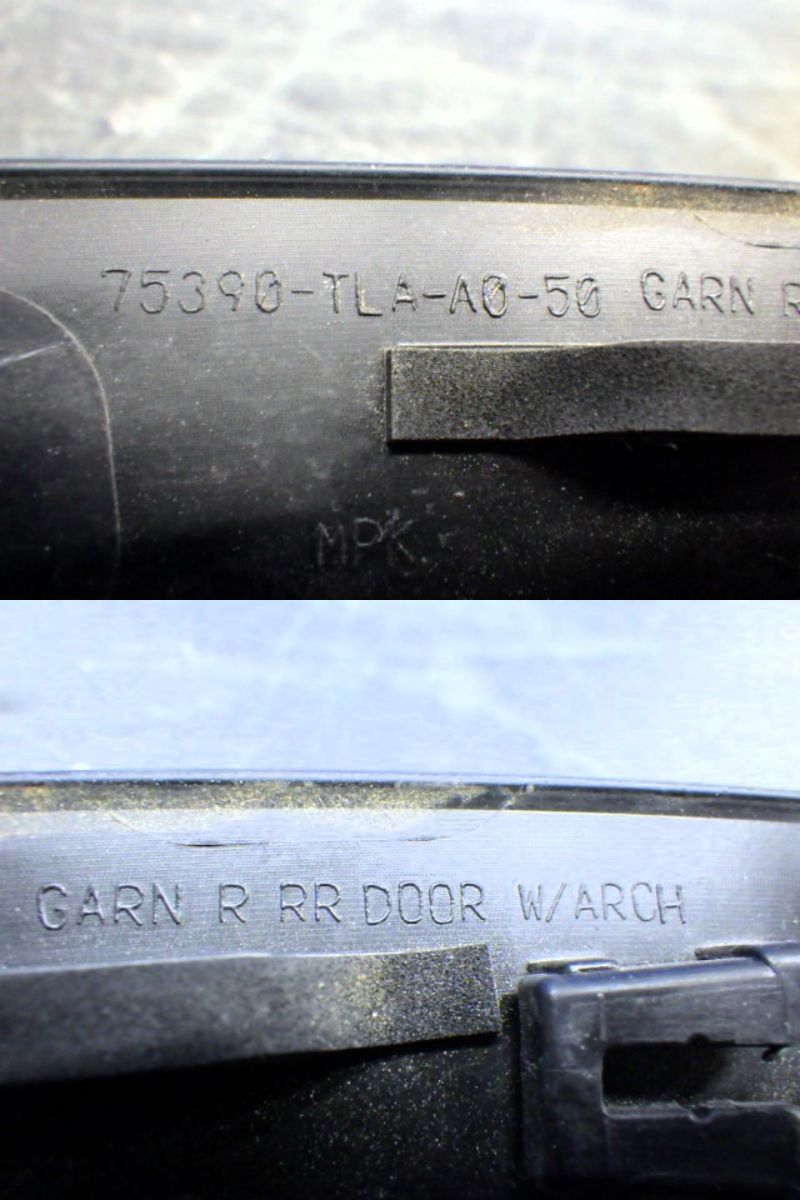 75390-TLA-A0-50 GARN R
MPK
GARN R RR DOOR W/ARCH